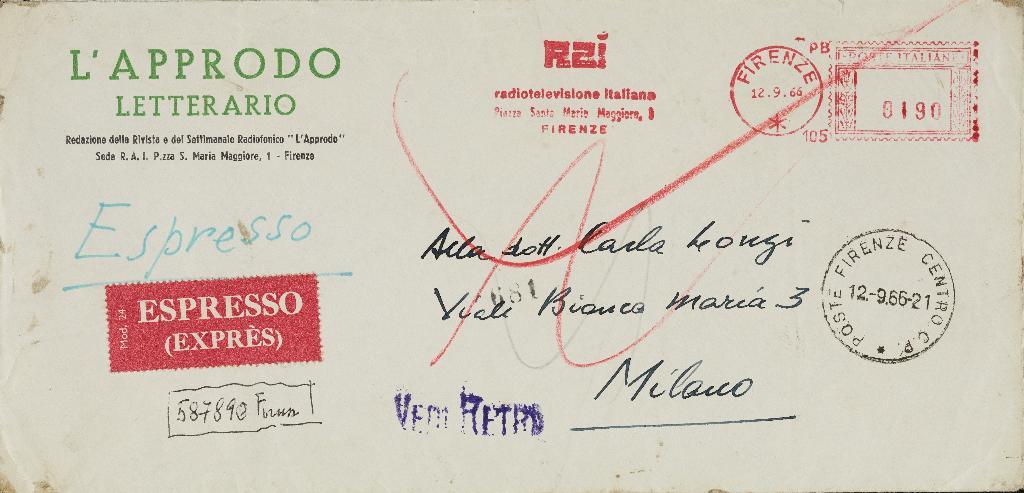 L'APPRODO
LETTERARIO
Redazione della Rivista e del Settimanale Radiofonico "L'Approdo"
Sede R. A. I. P.zza S. Maria Maggiore, 1 - Firenze
RAI
radiotelevisione italiana
Piazza Santa Maria Maggiore, 1
FIRENZE
FIRENZE
12.9.66
PB
105
POSTE ITALIANE
0190
Espresso
Mod. 24
ESPRESSO
(EXPRÈS)
587890
Alla dott. Carla Lonzi
Viale Bianca Maria 3
Milano
681
POSTE FIRENZE CENTRO C.P.
12.-9.66-21
VEDI RETRO